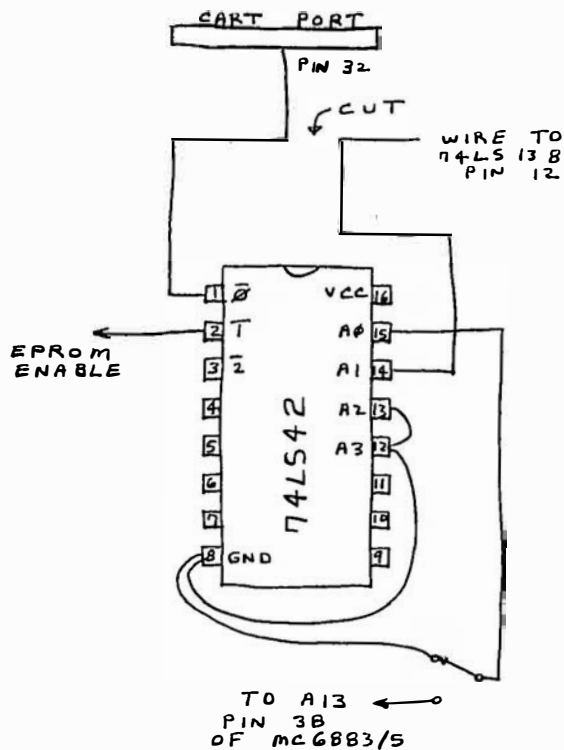 CART PORT
PIN 32
CUT
WIRE TO
74LS 138
PIN 12
1 0̅ VCC 16
2 1̅ AØ 15
EPROM
ENABLE
3 2̅ A1 14
4 A2 13
5 A3 12
6 11
7 10
8 GND 9
74LS42
TO A13
PIN 38
OF MC6883/5